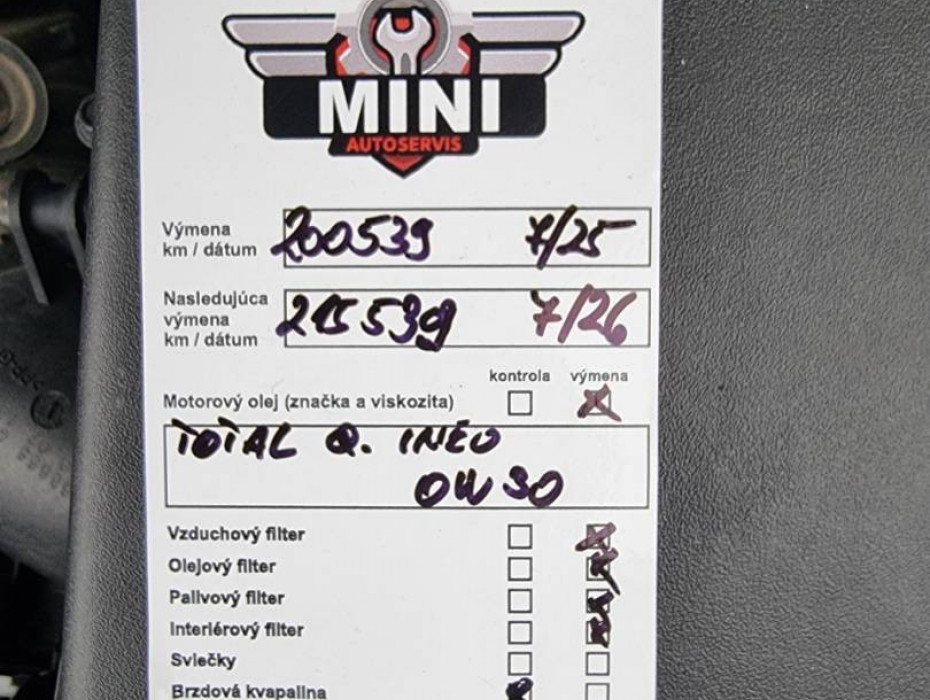 MINI
AUTOSERVIS
Výmena
km / dátum
200539 7/25
Nasledujúca
výmena
km / dátum
215539 7/26
kontrola výmena
Motorový olej (značka a viskozita)
TOTAL Q. INEO
0W30
Vzduchový filter
Olejový filter
Palivový filter
Interiérový filter
Sviečky
Brzdová kvapalina